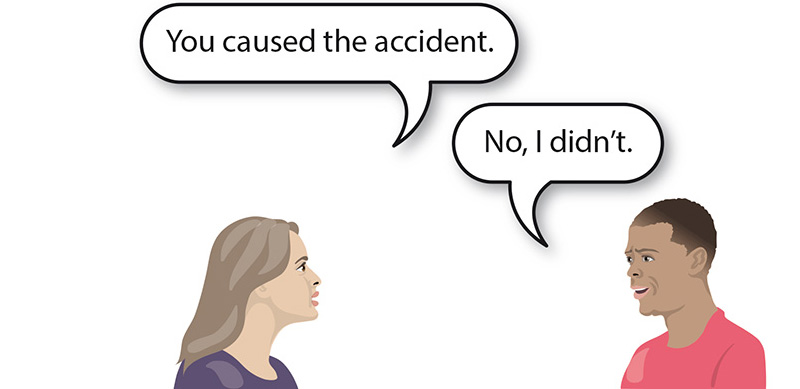 You caused the accident.
No, I didn’t.